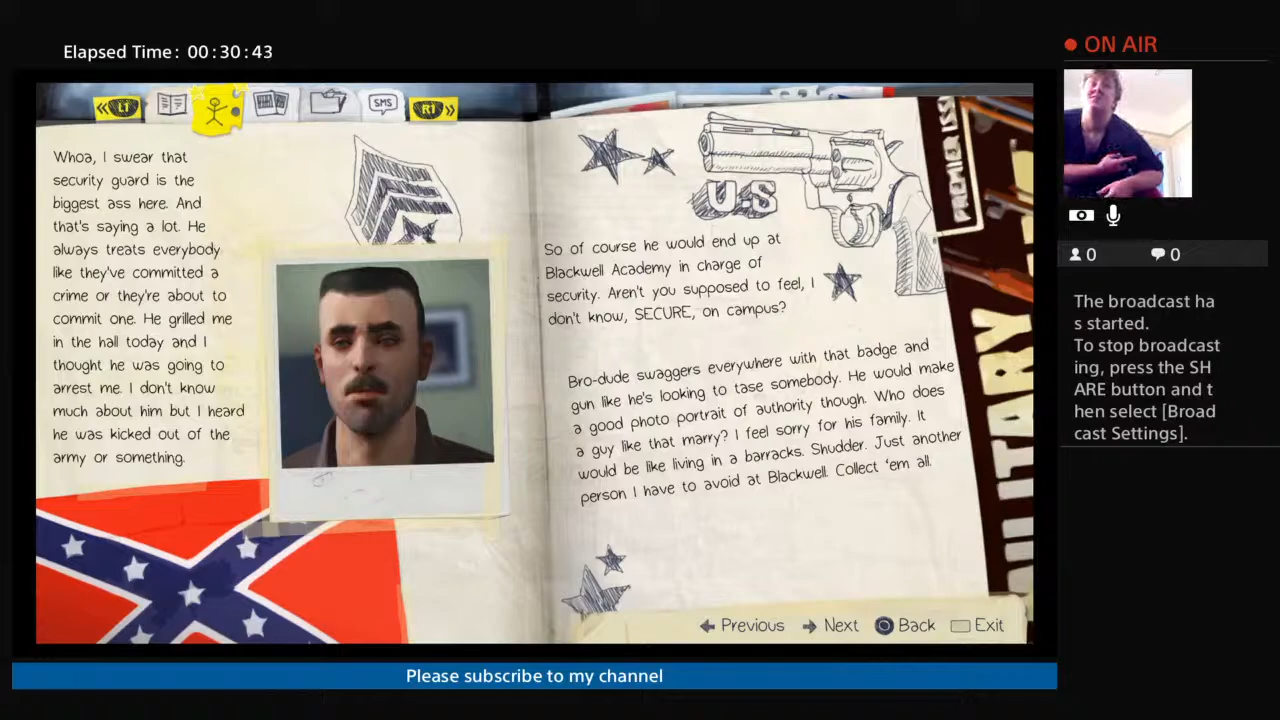 Elapsed Time: 00:30:43
ON AIR
LT
SMS
RT
Whoa, I swear that
security guard is the
biggest ass here. And
that's saying a lot. He
always treats everybody
like they've committed a
crime or they're about to
commit one. He grilled me
in the hall today and I
thought he was going to
arrest me. I don't know
much about him but I heard
he was kicked out of the
army or something.
U.S
So of course he would end up at
Blackwell Academy in charge of
security. Aren't you supposed to feel, I
don't know, SECURE, on campus?
Bro-dude swaggers everywhere with that badge and
gun like he's looking to tase somebody. He would make
a good photo portrait of authority though. Who does
a guy like that marry? I feel sorry for his family. It
would be like living in a barracks. Shudder. Just another
person I have to avoid at Blackwell. Collect 'em all.
PREMIER
Previous
Next
Back
Exit
0
0
The broadcast ha
s started.
To stop broadcast
ing, press the SH
ARE button and t
hen select [Broad
cast Settings].
Please subscribe to my channel